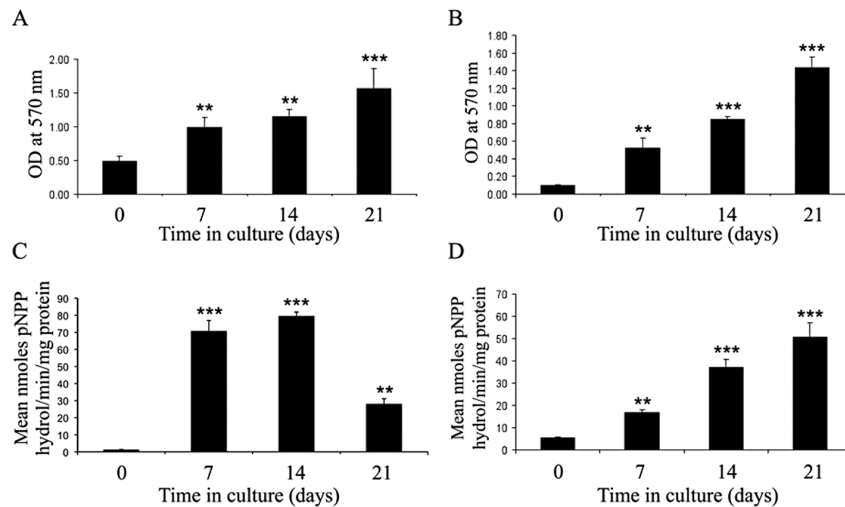 A
OD at 570 nm
2.00
1.50
1.00
0.50
0.00
**
**
***
0 7 14 21
Time in culture (days)
B
OD at 570 nm
1.80
1.60
1.40
1.20
1.00
0.80
0.60
0.40
0.20
0.00
**
***
***
0 7 14 21
Time in culture (days)
C
Mean nmoles pNPP
hydrol/min/mg protein
90
80
70
60
50
40
30
20
10
0
***
***
**
0 7 14 21
Time in culture (days)
D
Mean nmoles pNPP
hydrol/min/mg protein
70
60
50
40
30
20
10
0
**
***
***
0 7 14 21
Time in culture (days)